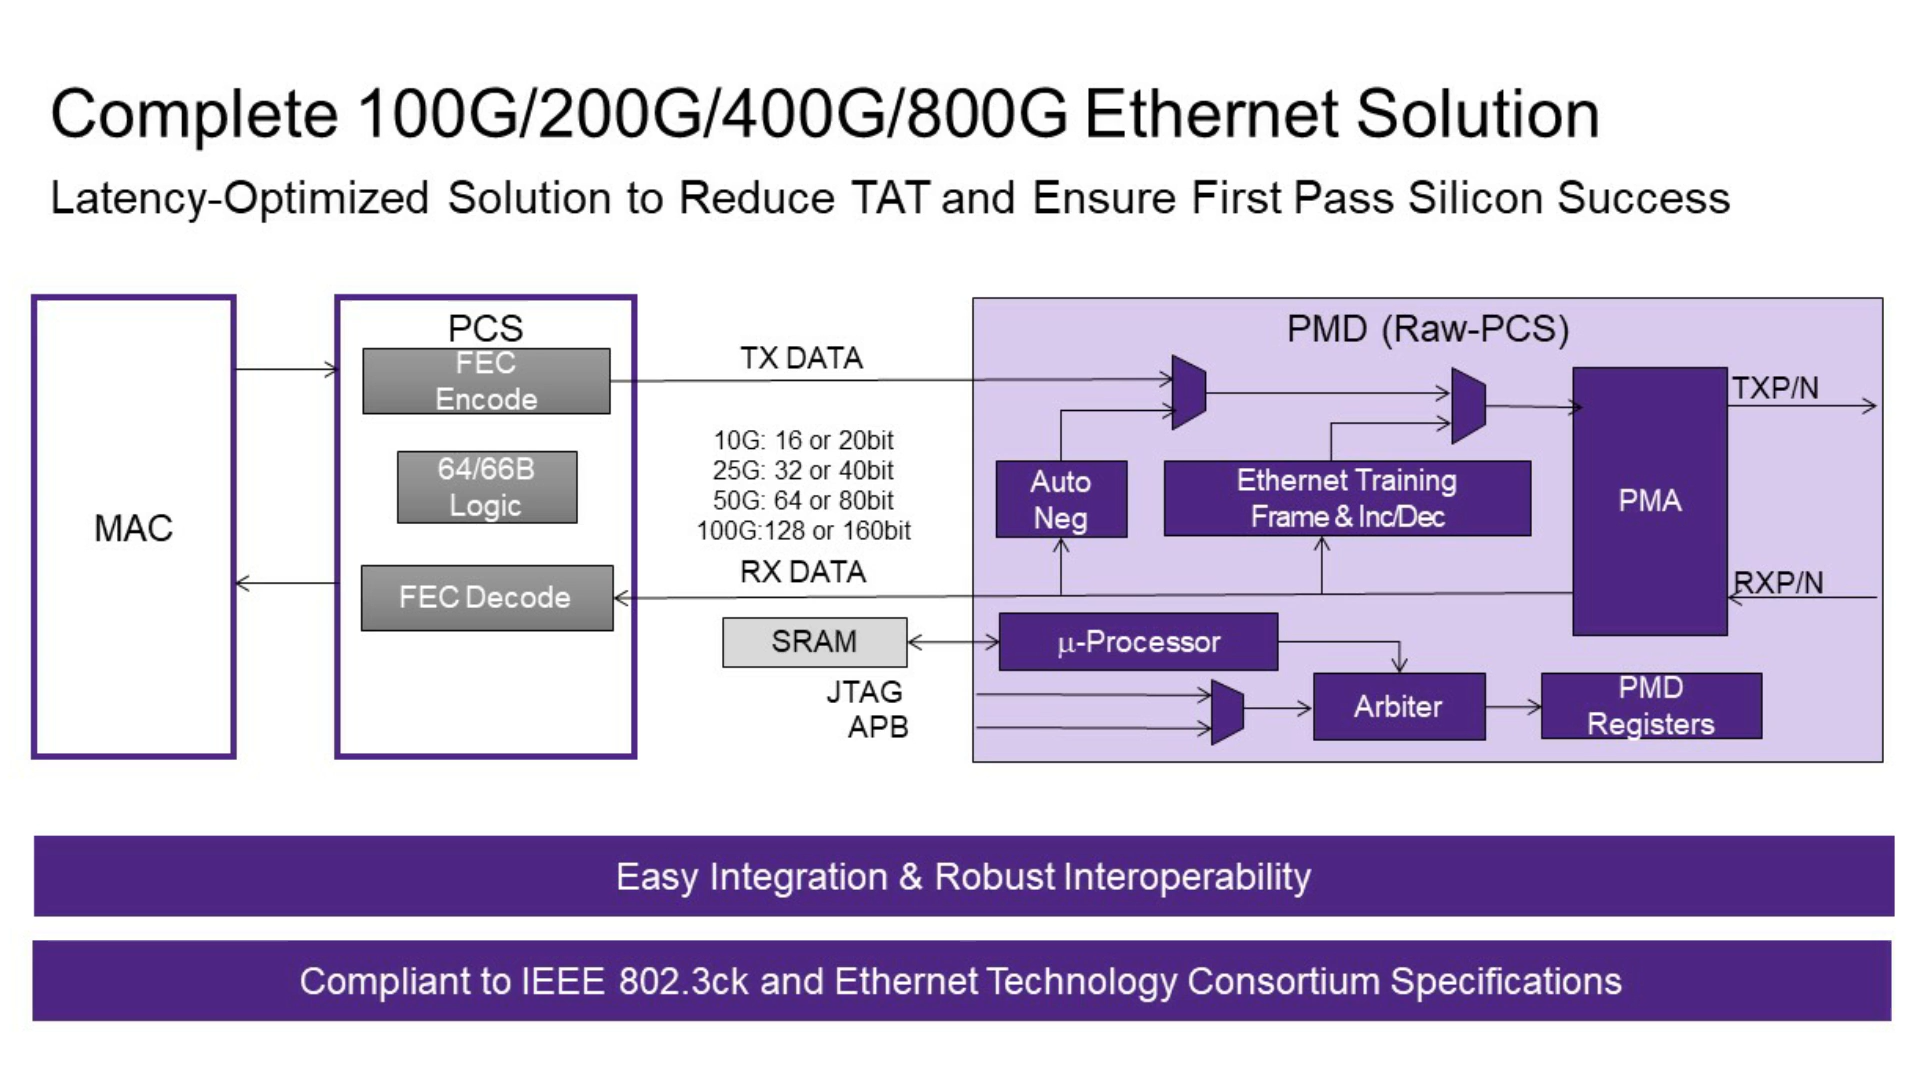 Complete 100G/200G/400G/800G Ethernet Solution
Latency-Optimized Solution to Reduce TAT and Ensure First Pass Silicon Success
MAC
PCS
FEC
Encode
64/66B
Logic
FEC Decode
TX DATA
10G: 16 or 20bit
25G: 32 or 40bit
50G: 64 or 80bit
100G:128 or 160bit
RX DATA
SRAM
JTAG
APB
PMD (Raw-PCS)
Auto
Neg
Ethernet Training
Frame & Inc/Dec
PMA
TXP/N
RXP/N
μ-Processor
Arbiter
PMD
Registers
Easy Integration & Robust Interoperability
Compliant to IEEE 802.3ck and Ethernet Technology Consortium Specifications